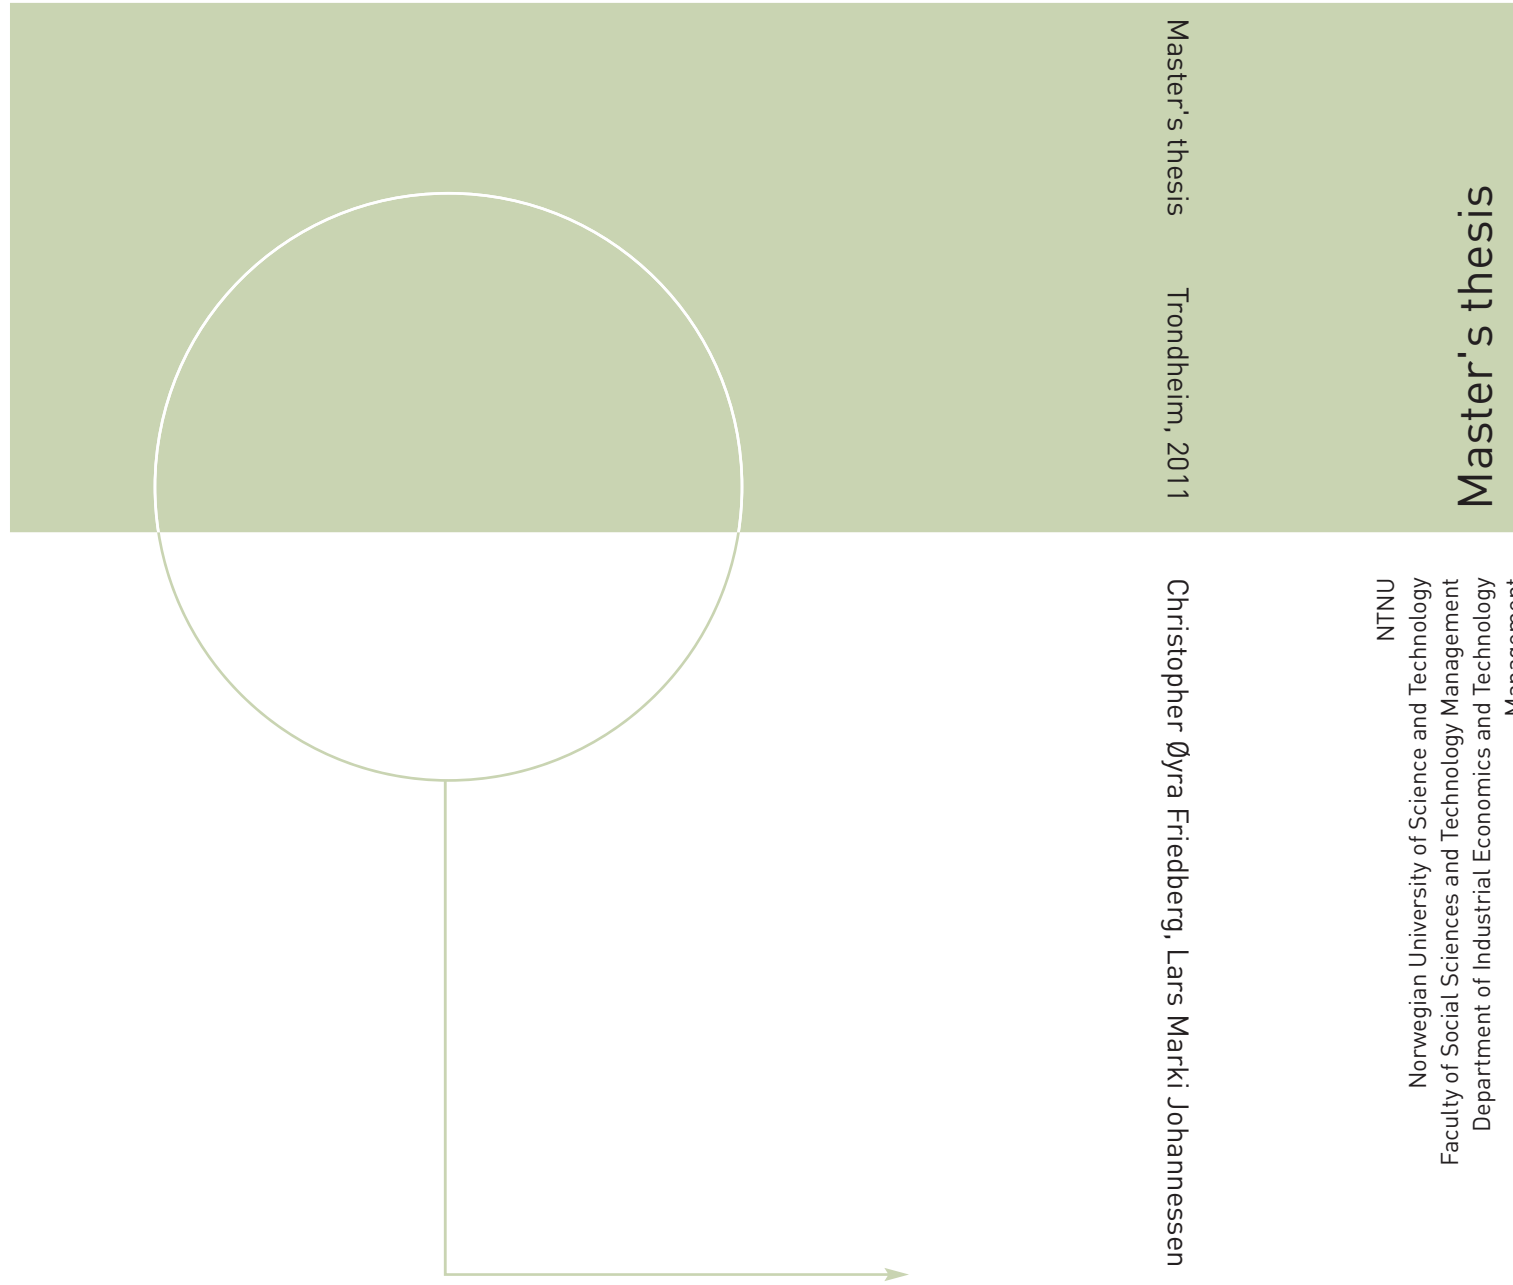 Master's thesis
Trondheim, 2011
Christopher Øyra Friedberg, Lars Marki Johannessen
Master's thesis
NTNU
Norwegian University of Science and Technology
Faculty of Social Sciences and Technology Management
Department of Industrial Economics and Technology
Management